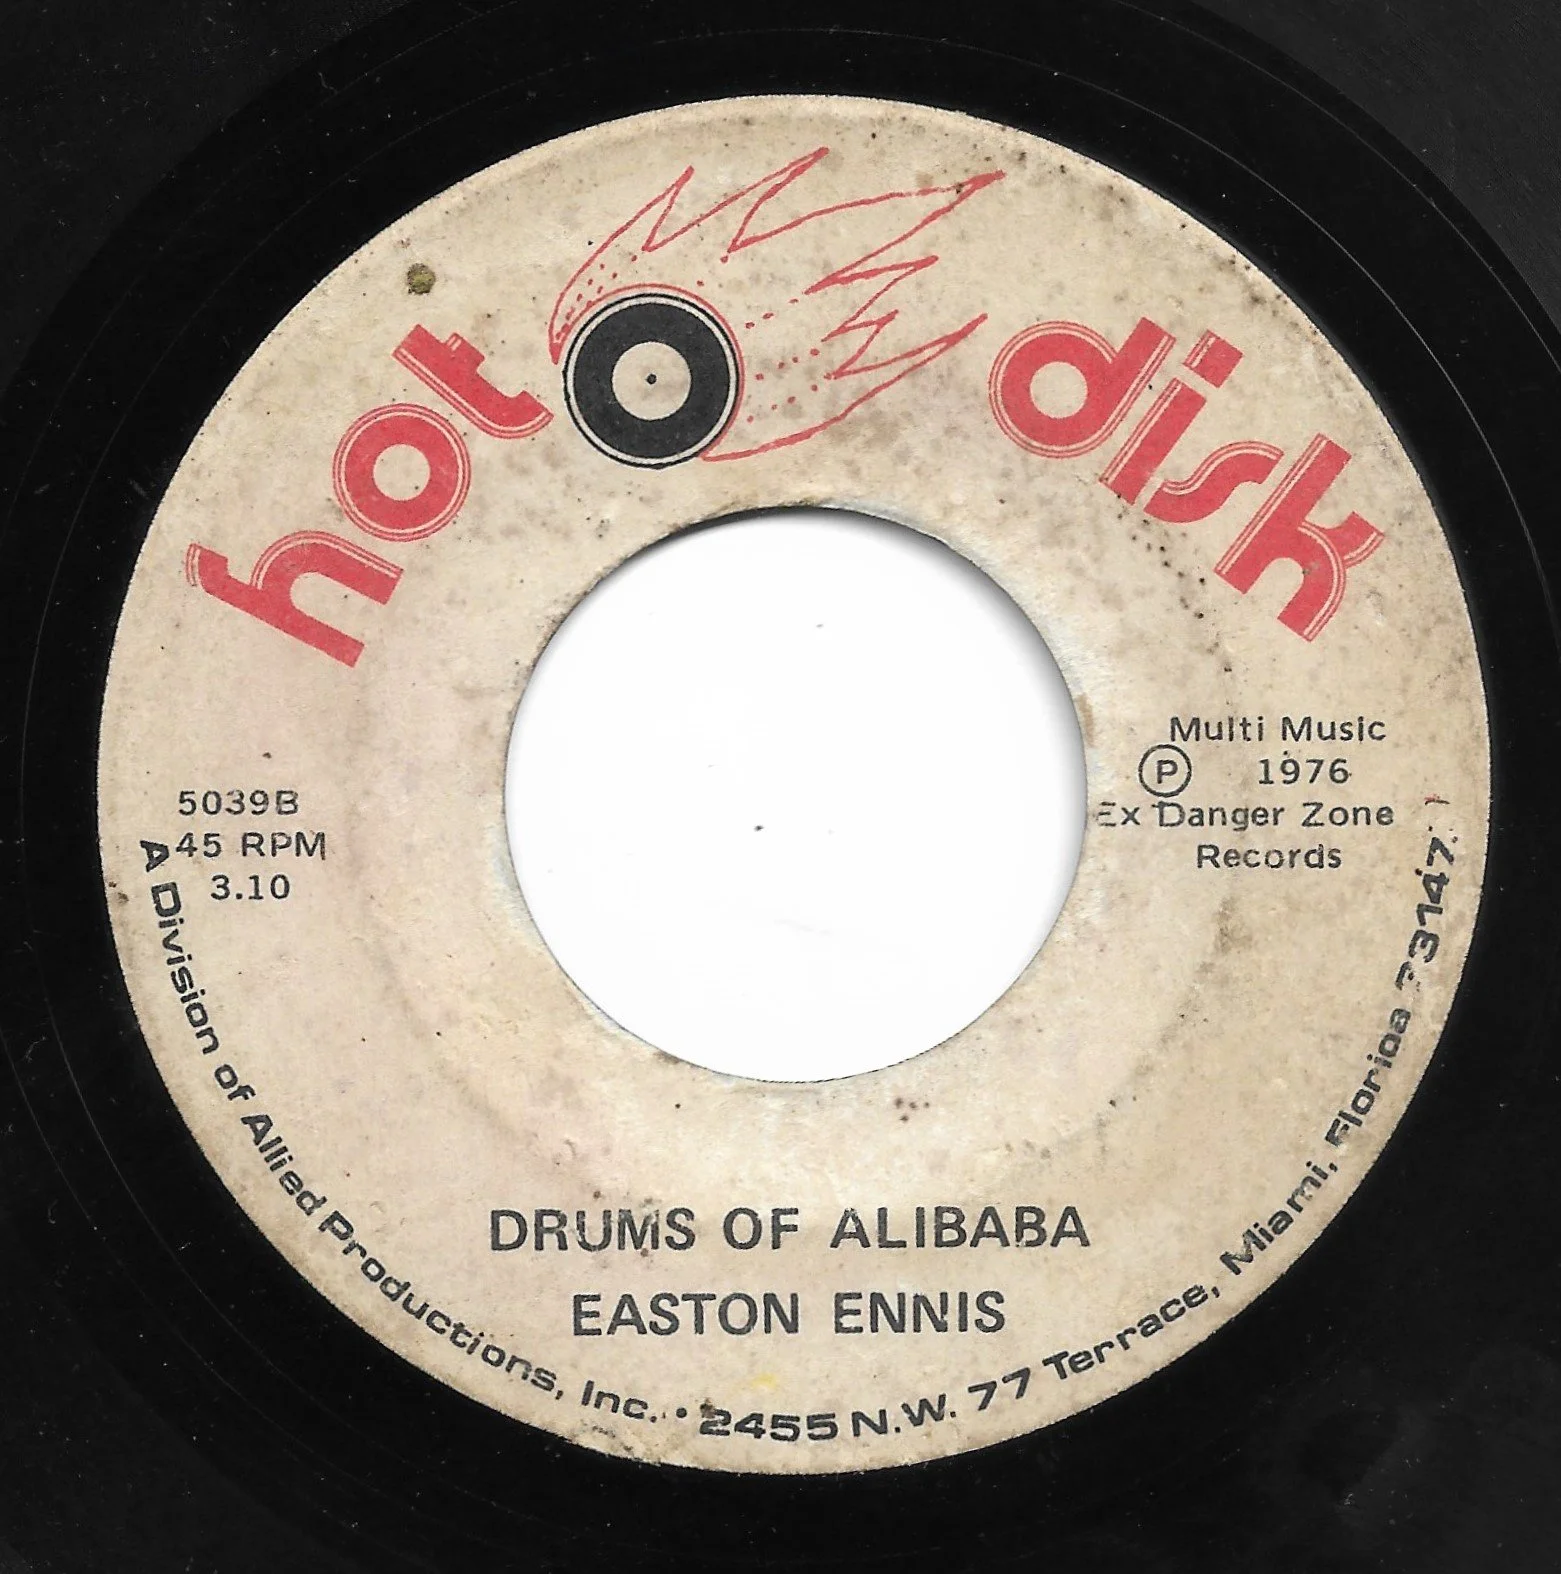 hot disk
Multi Music
℗ 1976
Ex Danger Zone
Records
5039B
45 RPM
3.10
DRUMS OF ALIBABA
EASTON ENNIS
A Division of Allied Productions, Inc. • 2455 N.W. 77 Terrace, Miami, Florida 33147